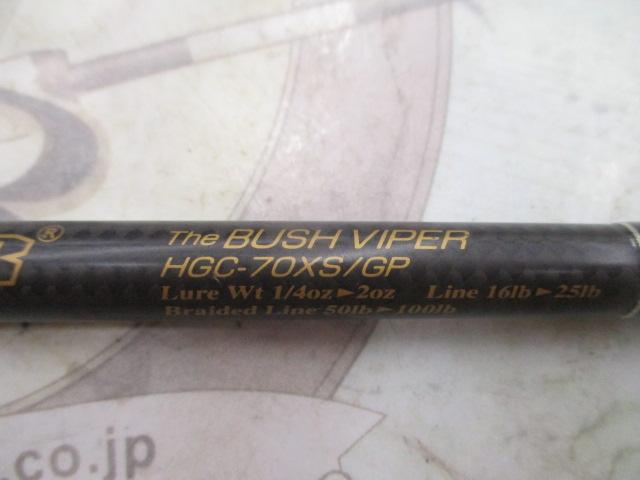 B®
The BUSH VIPER
HGC-70XS/GP
Lure Wt 1/4oz►2oz Line 16lb►25lb
Braided Line 50lb►100lb
.co.jp